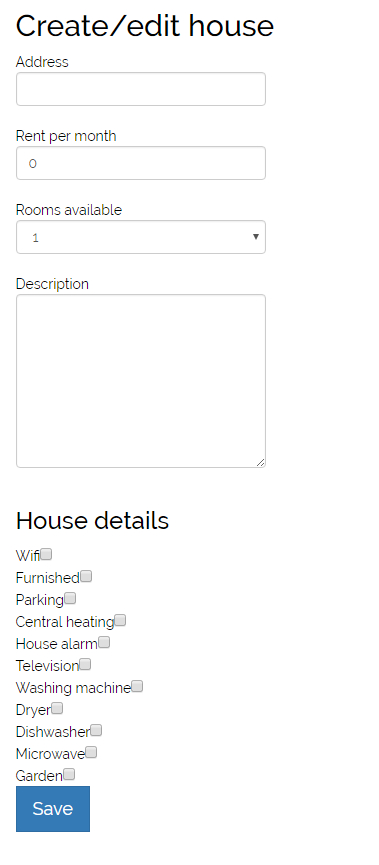 Create/edit house
Address
Rent per month
0
Rooms available
1
Description
House details
Wifi
Furnished
Parking
Central heating
House alarm
Television
Washing machine
Dryer
Dishwasher
Microwave
Garden
Save